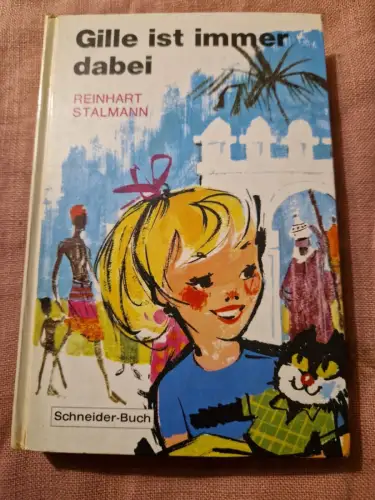 Gille ist immer
dabei
REINHART
STALMANN
Schneider-Buch